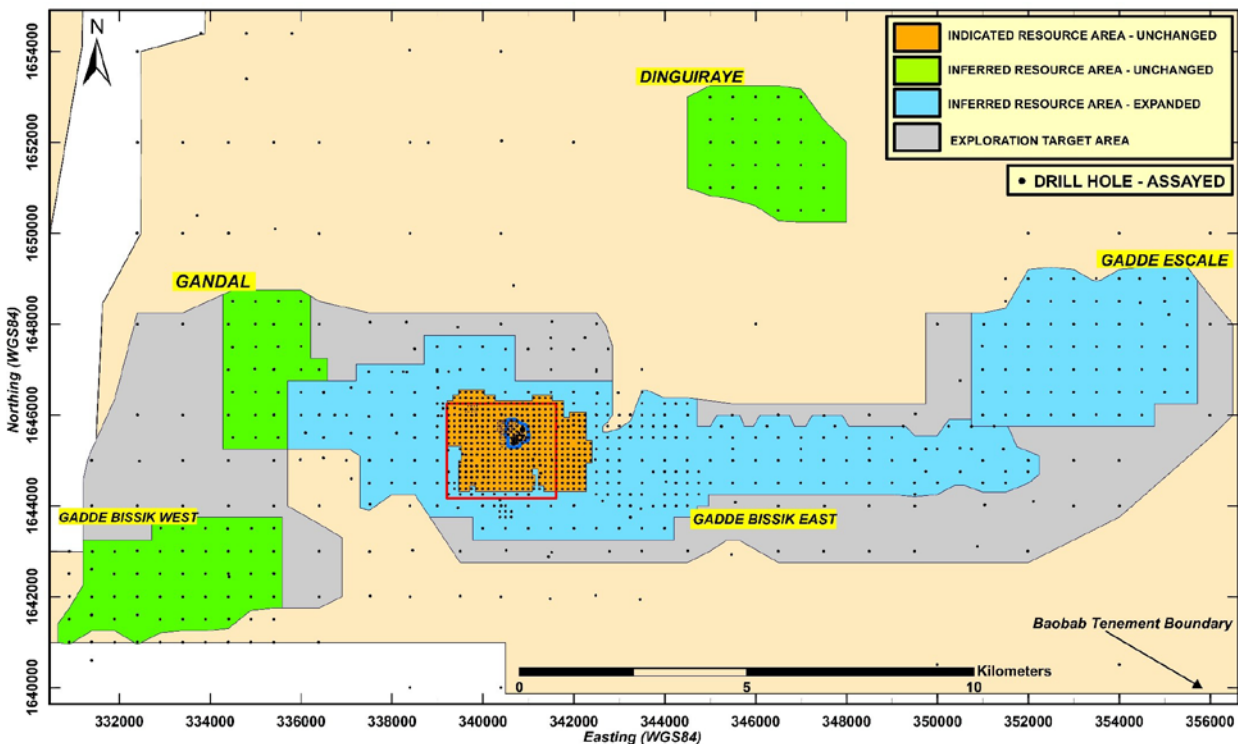 N
INDICATED RESOURCE AREA - UNCHANGED
INFERRED RESOURCE AREA - UNCHANGED
INFERRED RESOURCE AREA - EXPANDED
EXPLORATION TARGET AREA
DRILL HOLE - ASSAYED
DINGUIRAYE
GADDE ESCALE
GANDAL
GADDE BISSIK WEST
GADDE BISSIK EAST
Baobab Tenement Boundary
Kilometers
0 5 10
Northing (WGS84)
1654000
1652000
1650000
1648000
1646000
1644000
1642000
1640000
332000 334000 336000 338000 340000 342000 344000 346000 348000 350000 352000 354000 356000
Easting (WGS84)